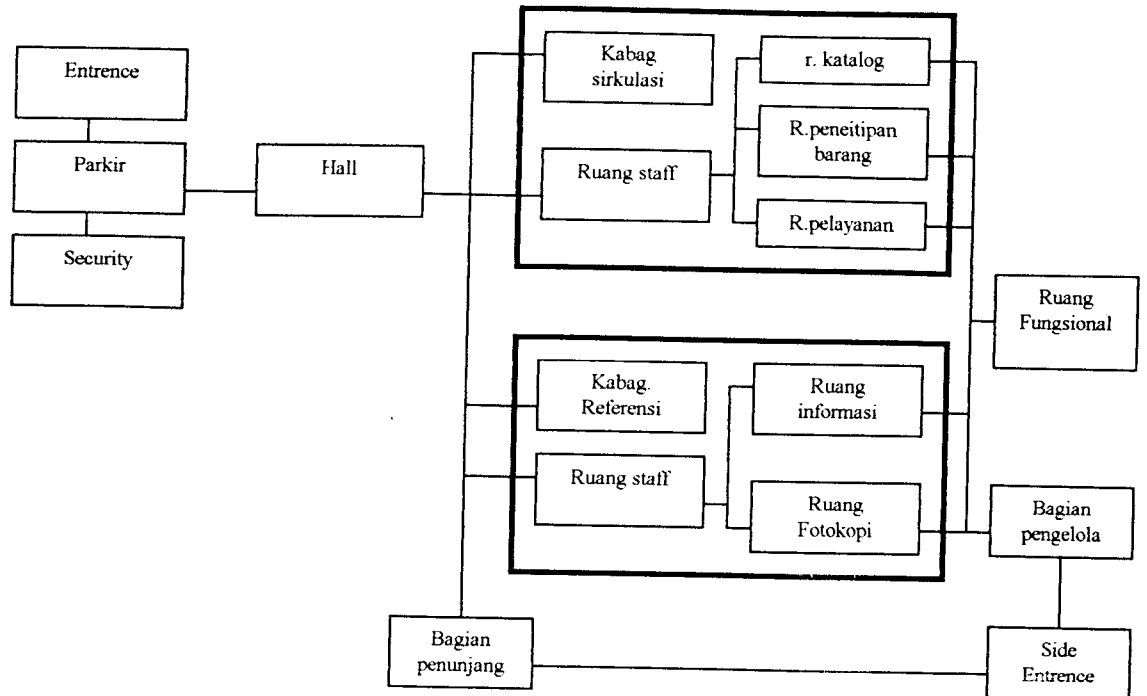 Entrence
Parkir
Security
Hall
Kabag
sirkulasi
Ruang staff
r. katalog
R.peneitipan
barang
R.pelayanan
Ruang
Fungsional
Kabag.
Referensi
Ruang staff
Ruang
informasi
Ruang
Fotokopi
Bagian
pengelola
Bagian
penunjang
Side
Entrence